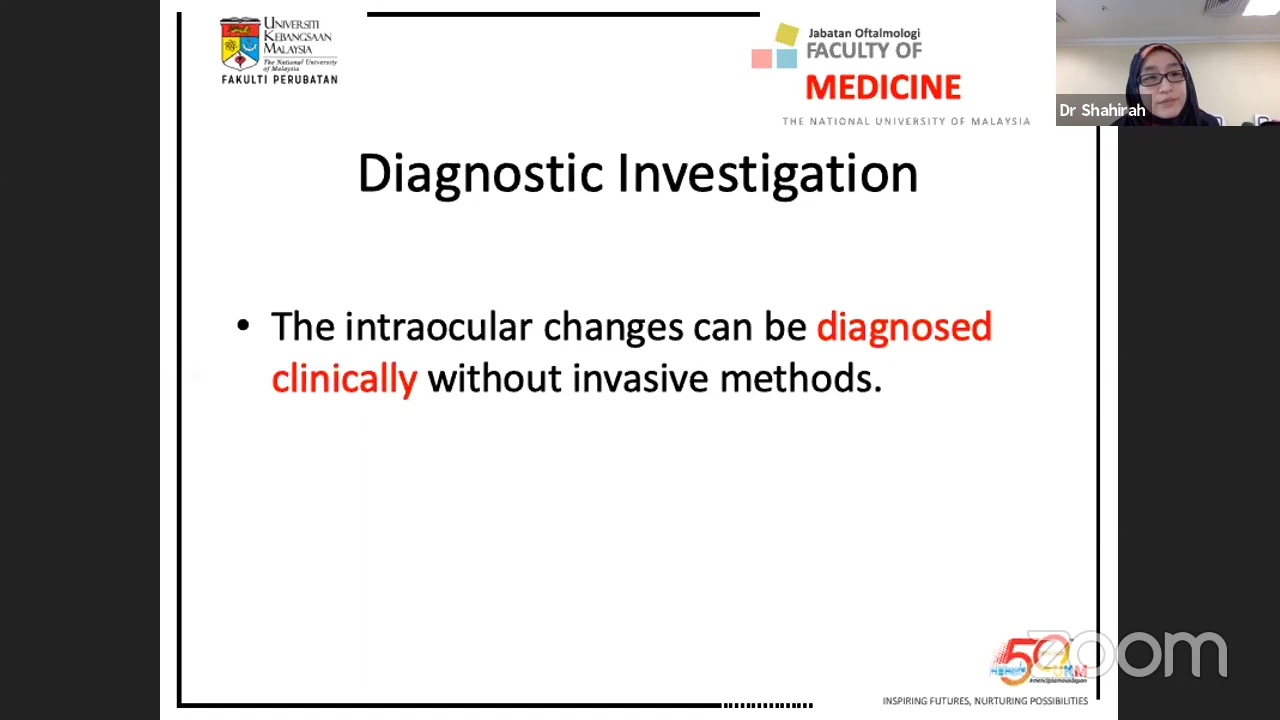 UNIVERSITI
KEBANGSAAN
MALAYSIA
The National University
of Malaysia
FAKULTI PERUBATAN
Jabatan Oftalmologi
FACULTY OF
MEDICINE
THE NATIONAL UNIVERSITY OF MALAYSIA
Dr Shahirah
Diagnostic Investigation
• The intraocular changes can be diagnosed
clinically without invasive methods.
zoom
INSPIRING FUTURES, NURTURING POSSIBILITIES